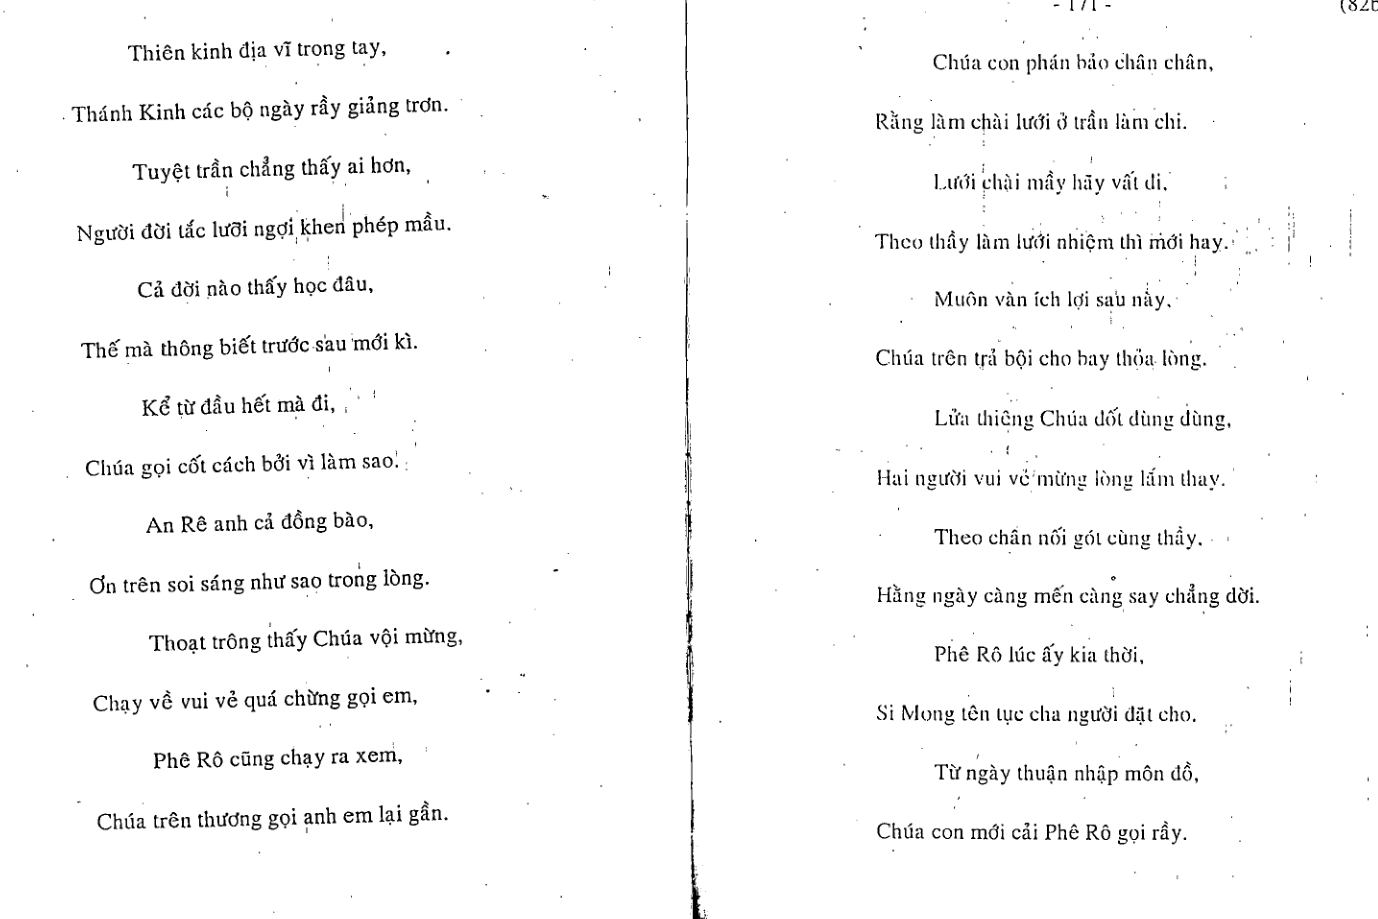 Thiên kinh địa vĩ trong tay,
Thánh Kinh các bộ ngày rầy giảng trơn.
Tuyệt trần chẳng thấy ai hơn,
Người đời tắc lưỡi ngợi khen phép mầu.
Cả đời nào thấy học đâu,
Thế mà thông biết trước sau mới kì.
Kể từ đầu hết mà đi,
Chúa gọi cốt cách bởi vì làm sao.
An Rê anh cả đồng bào,
Ơn trên soi sáng như sao trong lòng.
Thoạt trông thấy Chúa vội mừng,
Chạy về vui vẻ quá chừng gọi em,
Phê Rô cũng chạy ra xem,
Chúa trên thương gọi anh em lại gần.
- 171 -
(82b
Chúa con phán bảo chân chân,
Rằng làm chài lưới ở trần làm chi.
Lưới chài mầy hãy vất đi,
Theo thầy làm lưới nhiệm thì mới hay.
Muôn vàn ích lợi sau nầy,
Chúa trên trả bội cho bay thỏa lòng.
Lửa thiêng Chúa đốt dùng dùng,
Hai người vui vẻ mừng lòng lắm thay.
Theo chân nối gót cùng thầy,
Hằng ngày càng mến càng say chẳng dời.
Phê Rô lúc ấy kia thời,
Si Mong tên tục cha người đặt cho.
Từ ngày thuận nhập môn đồ,
Chúa con mới cải Phê Rô gọi rầy.